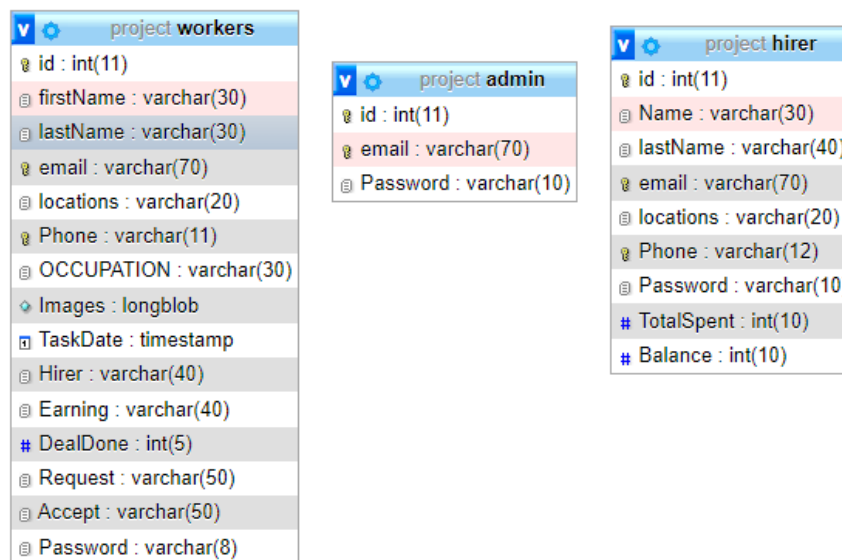 project workers
id : int(11)
firstName : varchar(30)
lastName : varchar(30)
email : varchar(70)
locations : varchar(20)
Phone : varchar(11)
OCCUPATION : varchar(30)
Images : longblob
TaskDate : timestamp
Hirer : varchar(40)
Earning : varchar(40)
DealDone : int(5)
Request : varchar(50)
Accept : varchar(50)
Password : varchar(8)
project admin
id : int(11)
email : varchar(70)
Password : varchar(10)
project hirer
id : int(11)
Name : varchar(30)
lastName : varchar(40)
email : varchar(70)
locations : varchar(20)
Phone : varchar(12)
Password : varchar(10
TotalSpent : int(10)
Balance : int(10)